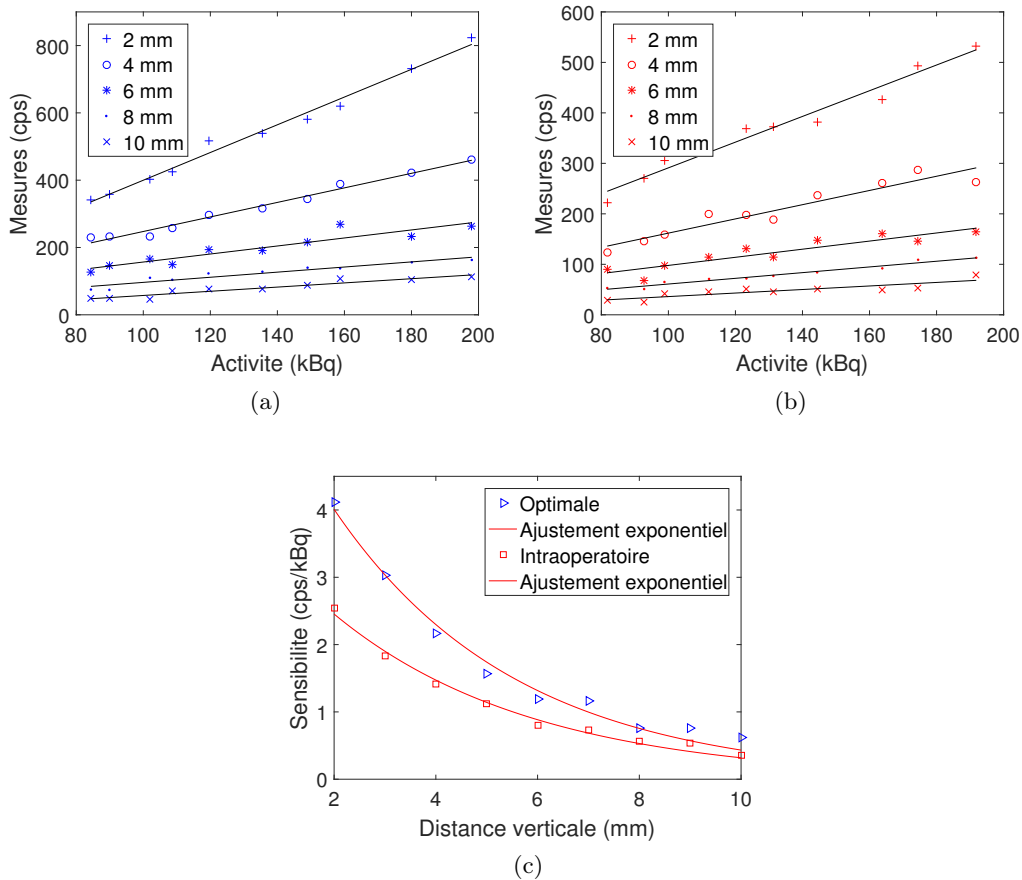 800
600
400
200
0
Mesures (cps)
2 mm
4 mm
6 mm
8 mm
10 mm
80 100 120 140 160 180 200
Activite (kBq)
(a)
600
500
400
300
200
100
0
Mesures (cps)
2 mm
4 mm
6 mm
8 mm
10 mm
80 100 120 140 160 180 200
Activite (kBq)
(b)
4
3
2
1
0
Sensibilite (cps/kBq)
Optimale
Ajustement exponentiel
Intraoperatoire
Ajustement exponentiel
2 4 6 8 10
Distance verticale (mm)
(c)